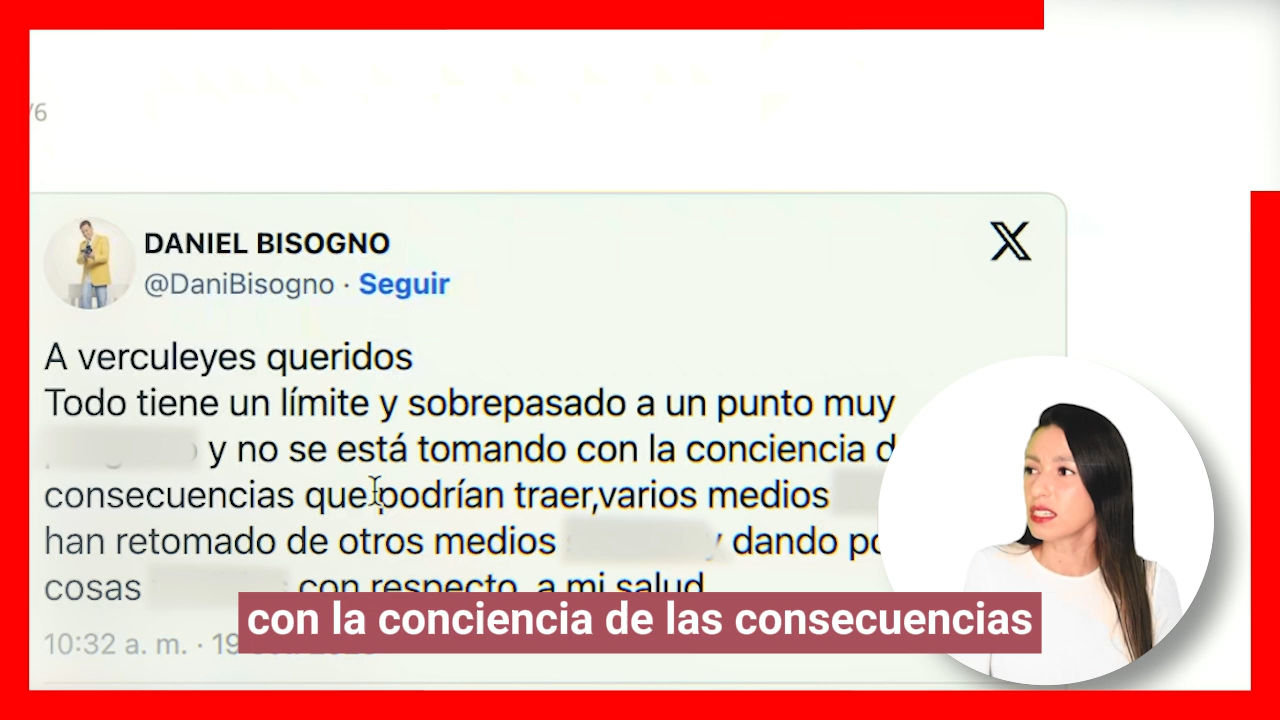 /6
DANIEL BISOGNO
@DaniBisogno · Seguir
A verculeyes queridos
Todo tiene un límite y sobrepasado a un punto muy
y no se está tomando con la conciencia d
consecuencias que podrían traer,varios medios
han retomado de otros medios dando po
cosas con respecto a mi salud
con la conciencia de las consecuencias
10:32 a. m. · 19